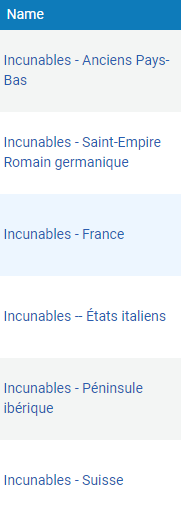 Name
Incunables - Anciens Pays-
Bas
Incunables - Saint-Empire
Romain germanique
Incunables - France
Incunables – États italiens
Incunables - Péninsule
ibérique
Incunables - Suisse